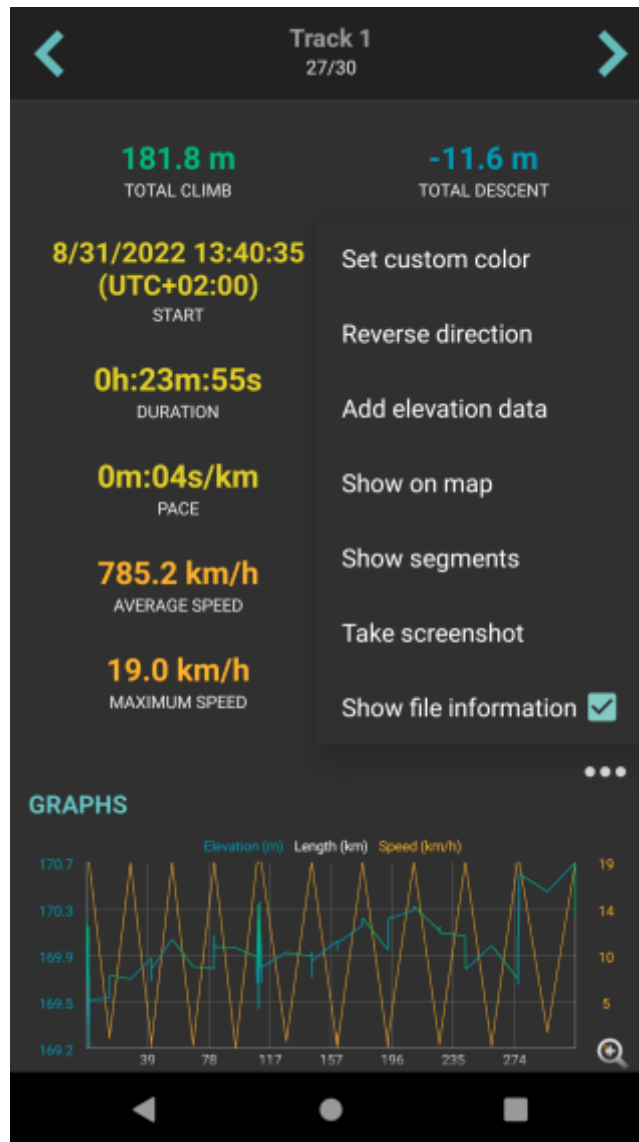 Track 1
27/30
181.8 m
TOTAL CLIMB
-11.6 m
TOTAL DESCENT
8/31/2022 13:40:35
(UTC+02:00)
START
0h:23m:55s
DURATION
0m:04s/km
PACE
785.2 km/h
AVERAGE SPEED
19.0 km/h
MAXIMUM SPEED
Set custom color
Reverse direction
Add elevation data
Show on map
Show segments
Take screenshot
Show file information
GRAPHS
Elevation (m) Length (km) Speed (km/h)
170.7 19
170.3 14
169.9 10
169.5 5
169.2
39 78 117 157 196 235 274